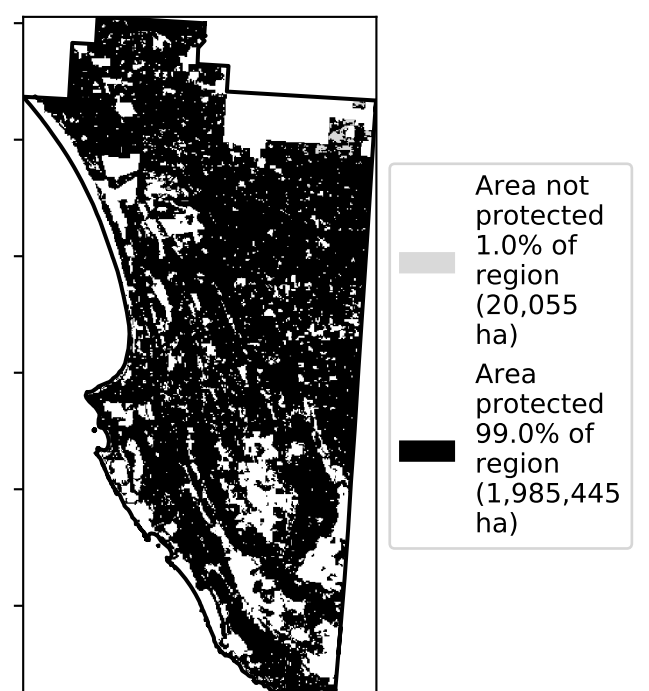 Area not
protected
1.0% of
region
(20,055
ha)
Area
protected
99.0% of
region
(1,985,445
ha)